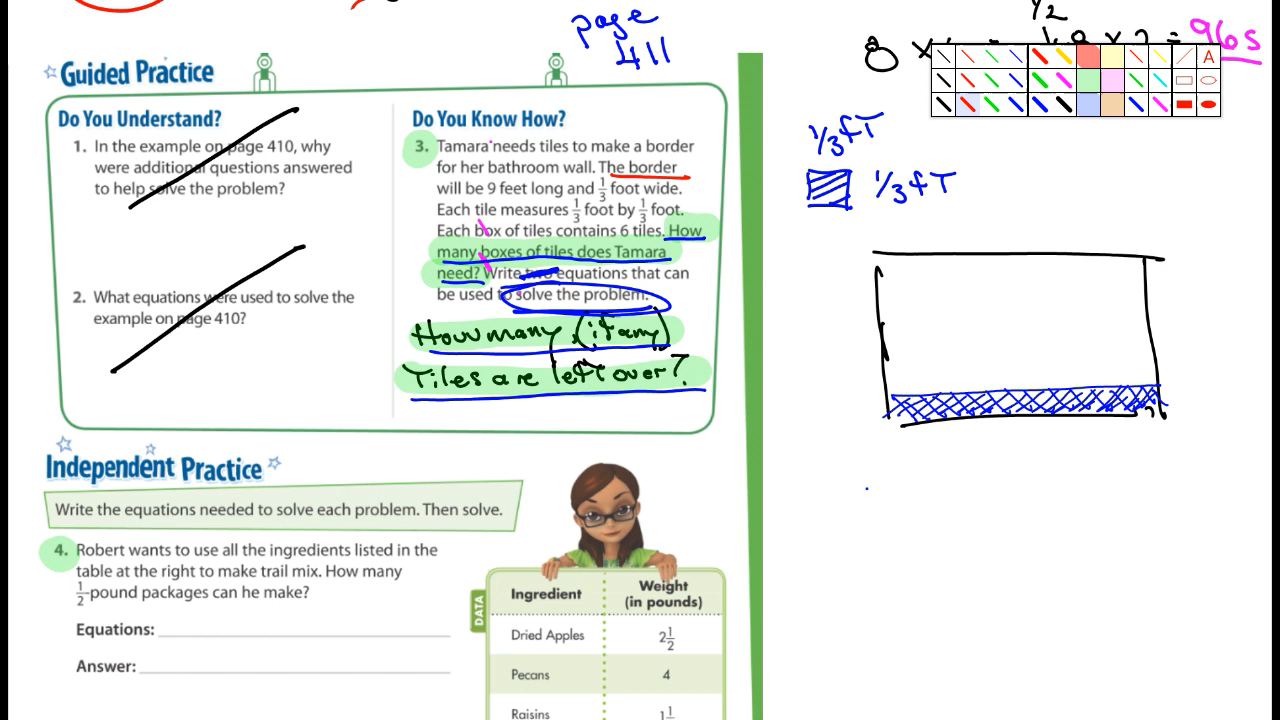 page
411
1/2
8 x
x 2 = 96s
Guided Practice
Do You Understand?
1. In the example on page 410, why
were additional questions answered
to help solve the problem?
2. What equations were used to solve the
example on page 410?
Do You Know How?
3. Tamara needs tiles to make a border
for her bathroom wall. The border
will be 9 feet long and 1/3 foot wide.
Each tile measures 1/3 foot by 1/3 foot.
Each box of tiles contains 6 tiles. How
many boxes of tiles does Tamara
need? Write two equations that can
be used to solve the problem.
How many (if any)
Tiles are left over?
1/3 fT
1/3 fT
A
Independent Practice
Write the equations needed to solve each problem. Then solve.
4. Robert wants to use all the ingredients listed in the
table at the right to make trail mix. How many
1/2-pound packages can he make?
Equations:
Answer:
DATA
Ingredient Weight
(in pounds)
Dried Apples 2 1/2
Pecans 4
Raisins 1 1